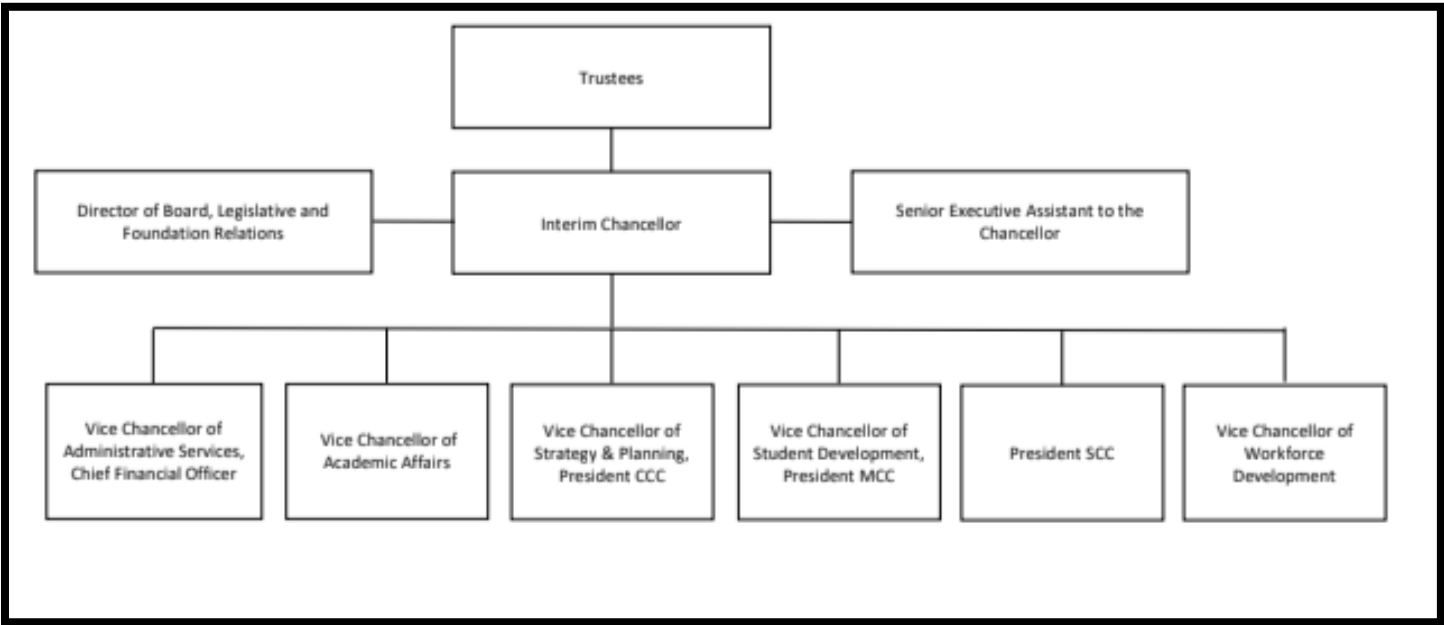 Trustees
Director of Board, Legislative and
Foundation Relations
Interim Chancellor
Senior Executive Assistant to the
Chancellor
Vice Chancellor of
Administrative Services,
Chief Financial Officer
Vice Chancellor of
Academic Affairs
Vice Chancellor of
Strategy & Planning,
President CCC
Vice Chancellor of
Student Development,
President MCC
President SCC
Vice Chancellor of
Workforce
Development